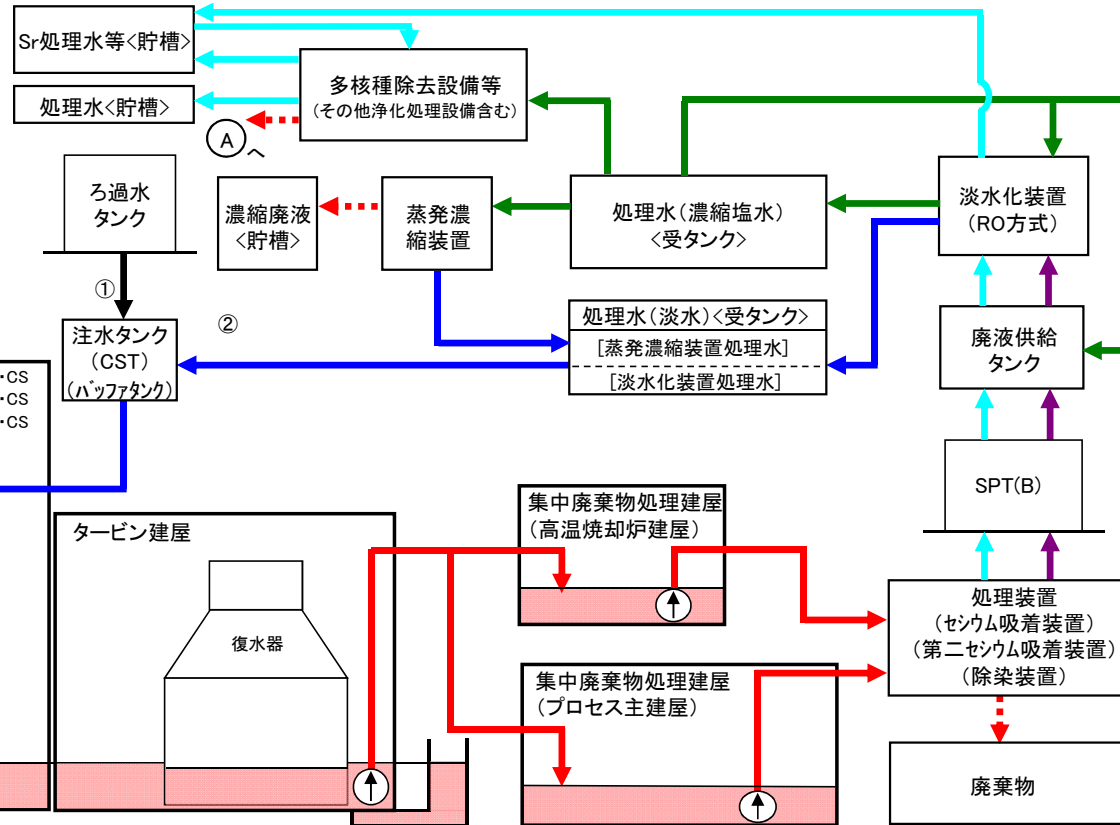 Sr処理水等<貯槽>
処理水<貯槽>
多核種除去設備等
(その他浄化処理設備含む)
A へ
ろ過水
タンク
濃縮廃液
<貯槽>
蒸発濃
縮装置
処理水(濃縮塩水)
<受タンク>
淡水化装置
(RO方式)
①
②
注水タンク
(CST)
(バッファタンク)
処理水(淡水)<受タンク>
[蒸発濃縮装置処理水]
[淡水化装置処理水]
廃液供給
タンク
・CS
・CS
・CS
SPT(B)
タービン建屋
復水器
集中廃棄物処理建屋
(高温焼却炉建屋)
集中廃棄物処理建屋
(プロセス主建屋)
処理装置
(セシウム吸着装置)
(第二セシウム吸着装置)
(除染装置)
廃棄物